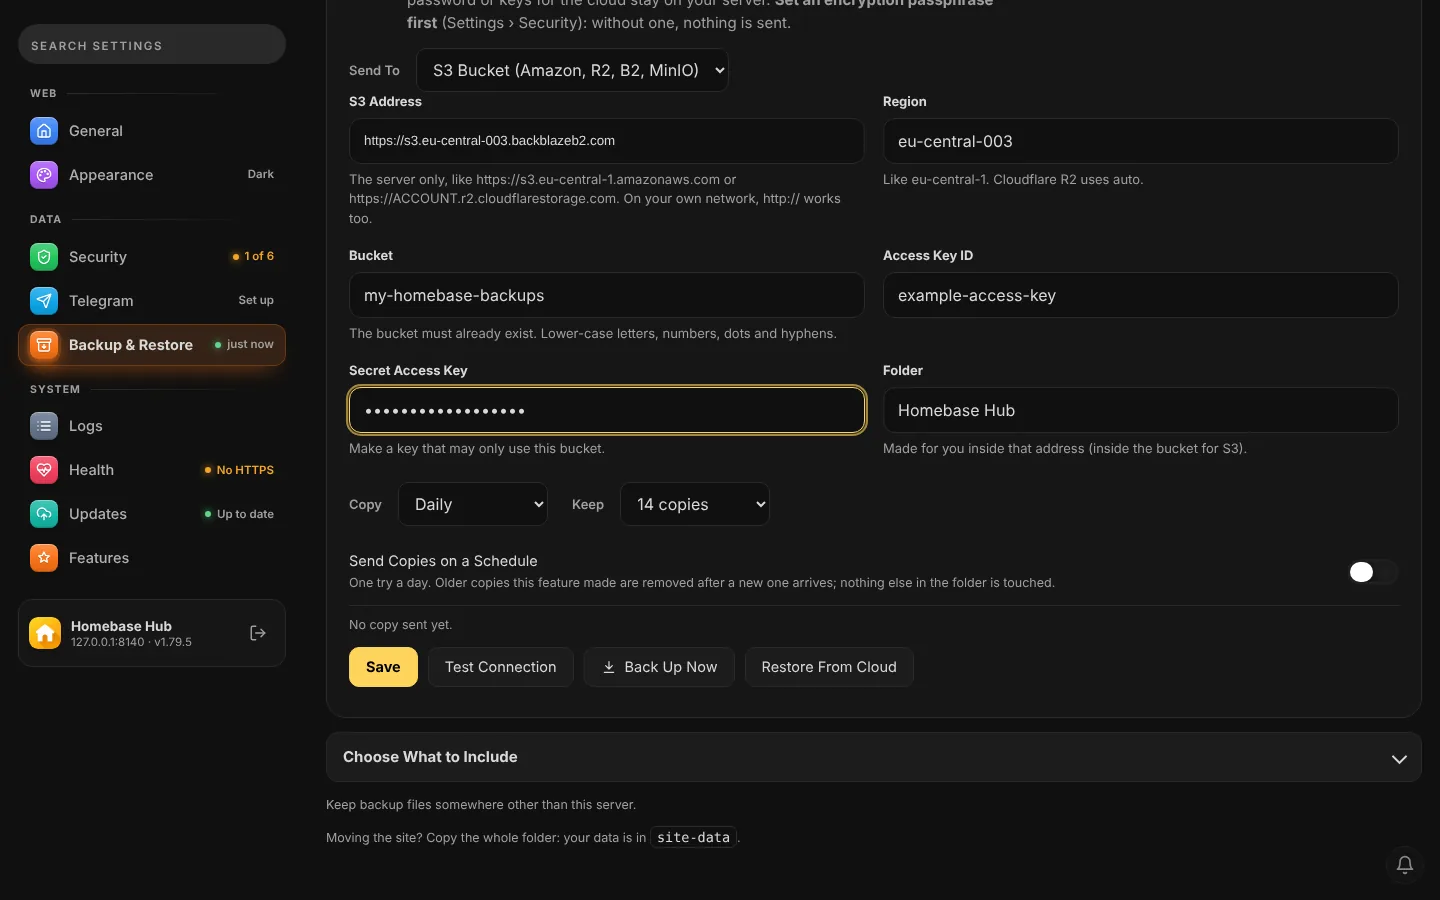 SEARCH SETTINGS
WEB
General
Appearance
Dark
DATA
Security
1 of 6
Telegram
Set up
Backup & Restore
just now
SYSTEM
Logs
Health
No HTTPS
Updates
Up to date
Features
Homebase Hub
127.0.0.1:8140 · v1.79.5
password or keys for the cloud stay on your server. Set an encryption passphrase
first (Settings › Security): without one, nothing is sent.
Send To
S3 Bucket (Amazon, R2, B2, MinIO)
S3 Address
https://s3.eu-central-003.backblazeb2.com
The server only, like https://s3.eu-central-1.amazonaws.com or
https://ACCOUNT.r2.cloudflarestorage.com. On your own network, http:// works
too.
Region
eu-central-003
Like eu-central-1. Cloudflare R2 uses auto.
Bucket
my-homebase-backups
The bucket must already exist. Lower-case letters, numbers, dots and hyphens.
Access Key ID
example-access-key
Secret Access Key
••••••••••••••••••
Make a key that may only use this bucket.
Folder
Homebase Hub
Made for you inside that address (inside the bucket for S3).
Copy
Daily
Keep
14 copies
Send Copies on a Schedule
One try a day. Older copies this feature made are removed after a new one arrives; nothing else in the folder is touched.
No copy sent yet.
Save
Test Connection
Back Up Now
Restore From Cloud
Choose What to Include
Keep backup files somewhere other than this server.
Moving the site? Copy the whole folder: your data is in site-data.